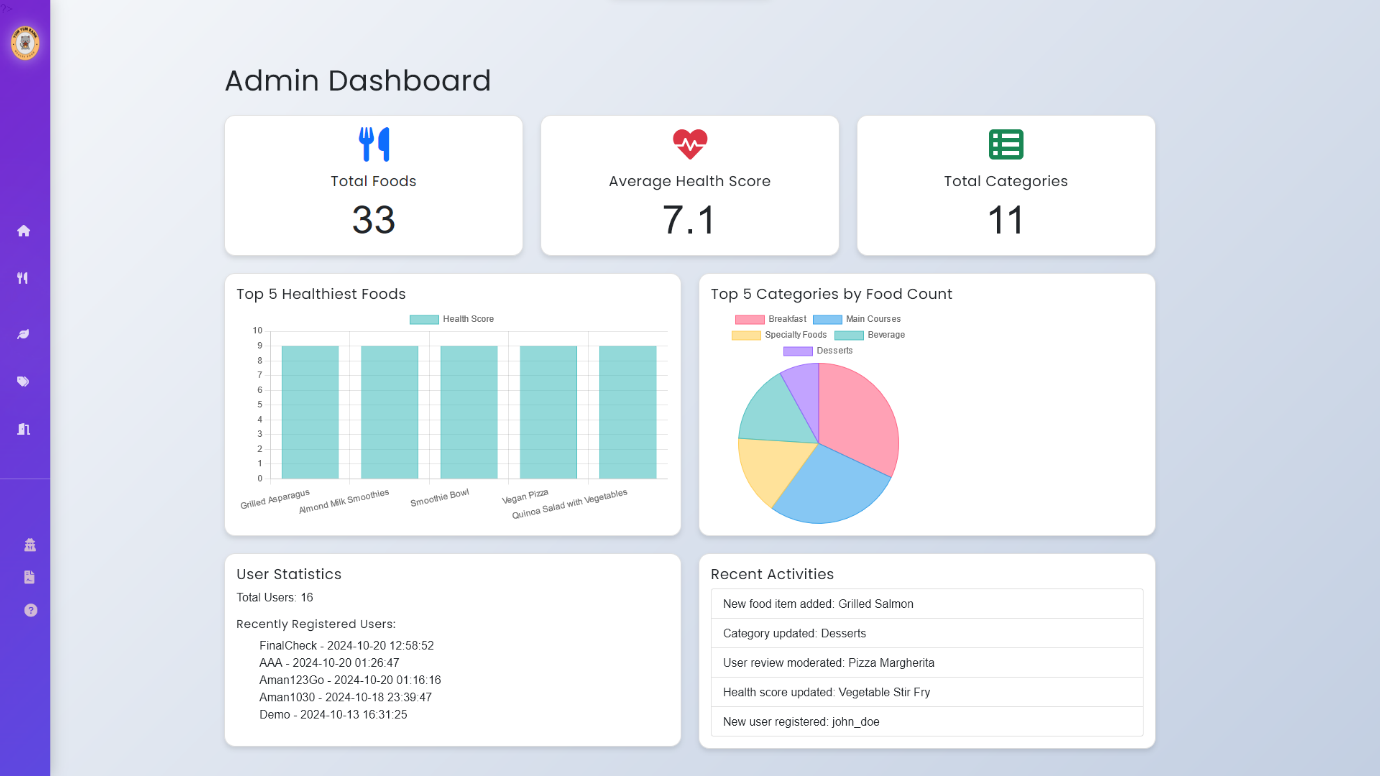 ?>
Admin Dashboard
Total Foods
33
Average Health Score
7.1
Total Categories
11
Top 5 Healthiest Foods
Health Score
10
9
8
7
6
5
4
3
2
1
0
Grilled Asparagus
Almond Milk Smoothies
Smoothie Bowl
Vegan Pizza
Quinoa Salad with Vegetables
Top 5 Categories by Food Count
Breakfast Main Courses
Specialty Foods Beverage
Desserts
User Statistics
Total Users: 16
Recently Registered Users:
FinalCheck - 2024-10-20 12:58:52
AAA - 2024-10-20 01:26:47
Aman123Go - 2024-10-20 01:16:16
Aman1030 - 2024-10-18 23:39:47
Demo - 2024-10-13 16:31:25
Recent Activities
New food item added: Grilled Salmon
Category updated: Desserts
User review moderated: Pizza Margherita
Health score updated: Vegetable Stir Fry
New user registered: john_doe